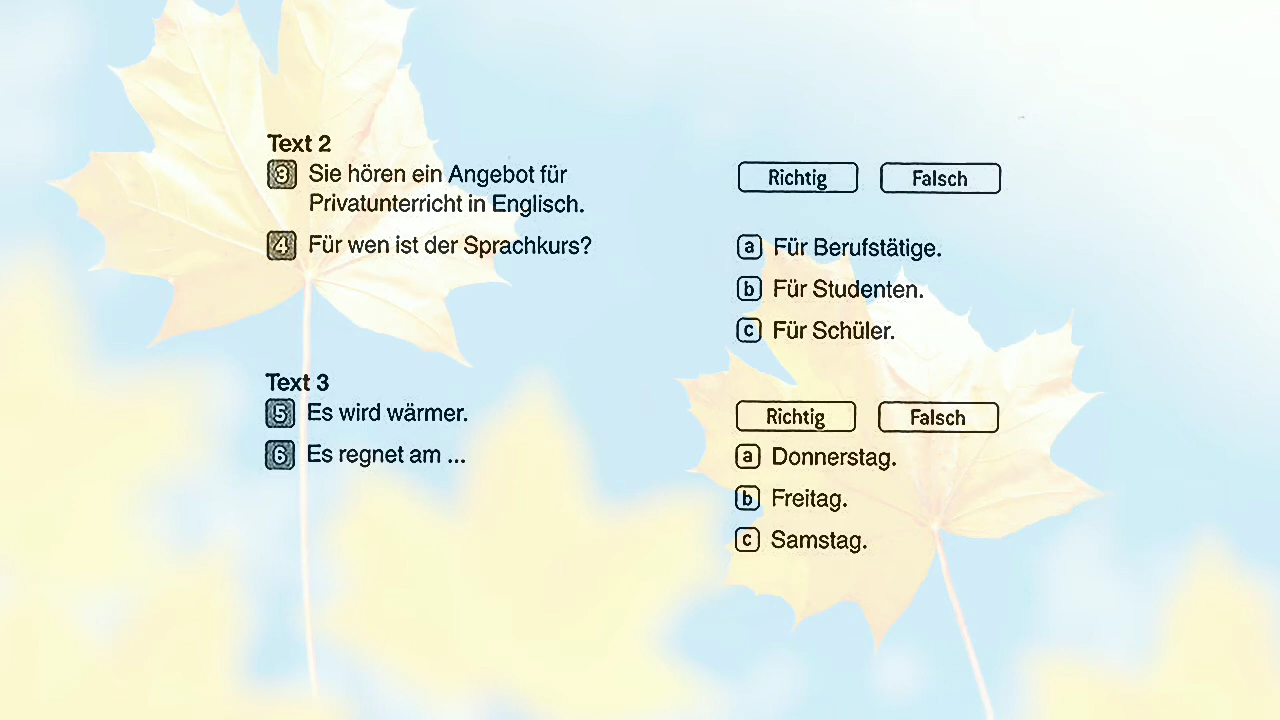 Text 2
3 Sie hören ein Angebot für
Privatunterricht in Englisch.
Richtig Falsch
4 Für wen ist der Sprachkurs?
a Für Berufstätige.
b Für Studenten.
c Für Schüler.
Text 3
5 Es wird wärmer.
Richtig Falsch
6 Es regnet am ...
a Donnerstag.
b Freitag.
c Samstag.